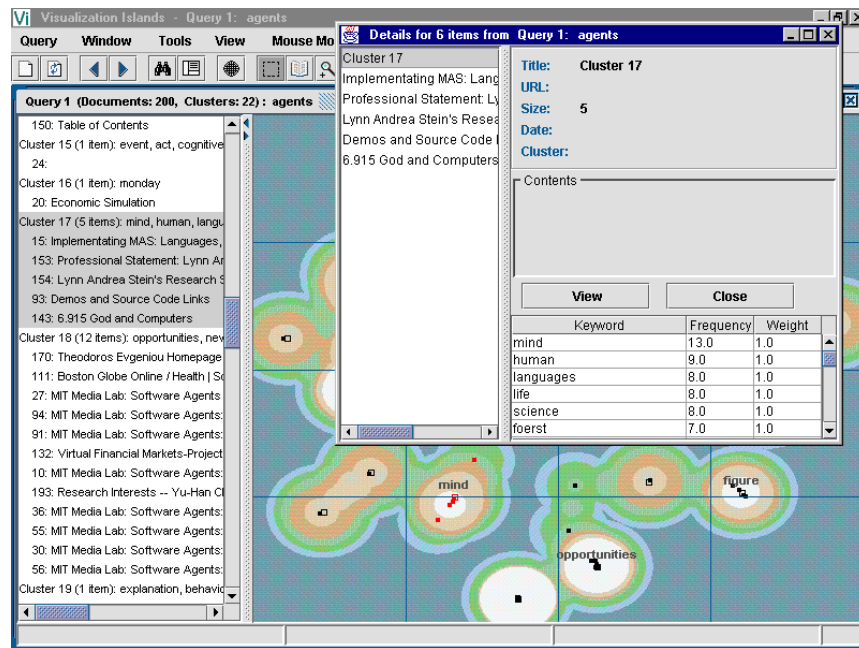 Vi Visualization Islands - Query 1: agents
Query Window Tools View Mouse Mo
Query 1 (Documents: 200, Clusters: 22) : agents
150: Table of Contents
Cluster 15 (1 item): event, act, cognitive
24:
Cluster 16 (1 item): monday
20: Economic Simulation
Cluster 17 (5 items): mind, human, langu
15: Implementating MAS: Languages,
153: Professional Statement: Lynn An
154: Lynn Andrea Stein's Research S
93: Demos and Source Code Links
143: 6.915 God and Computers
Cluster 18 (12 items): opportunities, new
170: Theodoros Evgeniou Homepage
111: Boston Globe Online / Health | Sc
27: MIT Media Lab: Software Agents
94: MIT Media Lab: Software Agents:
91: MIT Media Lab: Software Agents:
132: Virtual Financial Markets-Project
10: MIT Media Lab: Software Agents:
193: Research Interests -- Yu-Han Ch
36: MIT Media Lab: Software Agents:
55: MIT Media Lab: Software Agents:
30: MIT Media Lab: Software Agents:
56: MIT Media Lab: Software Agents:
Cluster 19 (1 item): explanation, behavio
Details for 6 items from Query 1: agents
Cluster 17
Implementating MAS: Lang
Professional Statement: Ly
Lynn Andrea Stein's Resea
Demos and Source Code l
6.915 God and Computers
Title: Cluster 17
URL:
Size: 5
Date:
Cluster:
Contents
View Close
Keyword Frequency Weight
mind 13.0 1.0
human 9.0 1.0
languages 8.0 1.0
life 8.0 1.0
science 8.0 1.0
foerst 7.0 1.0
mind
figure
opportunities